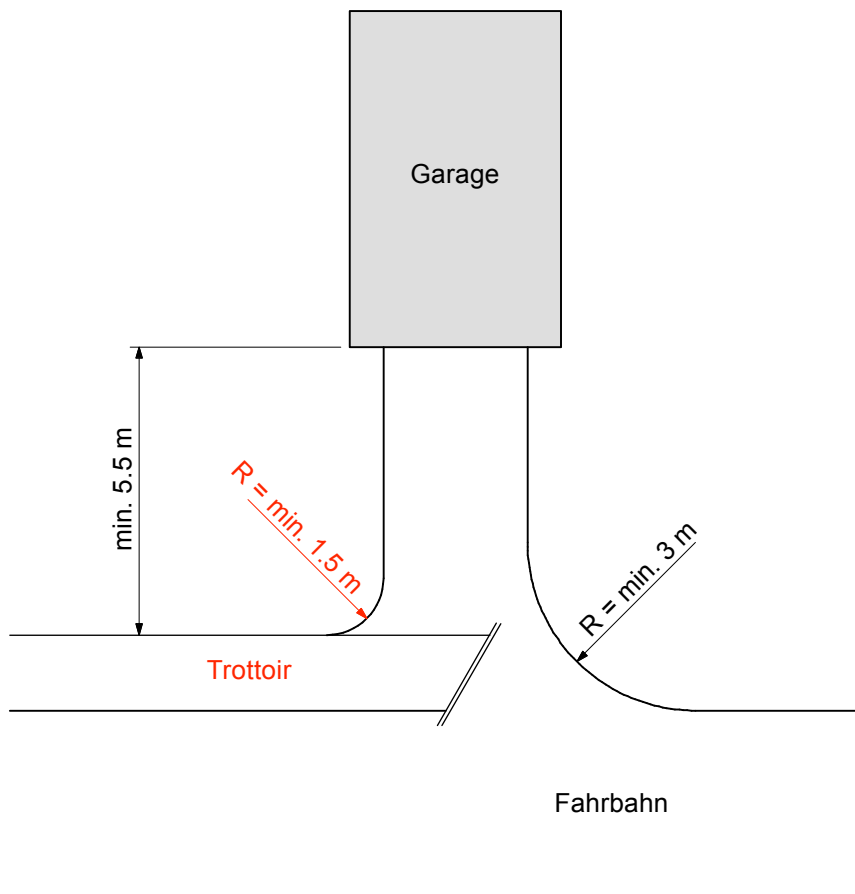 Garage
min. 5.5 m
R = min. 1.5 m
R = min. 3 m
Trottoir
Fahrbahn